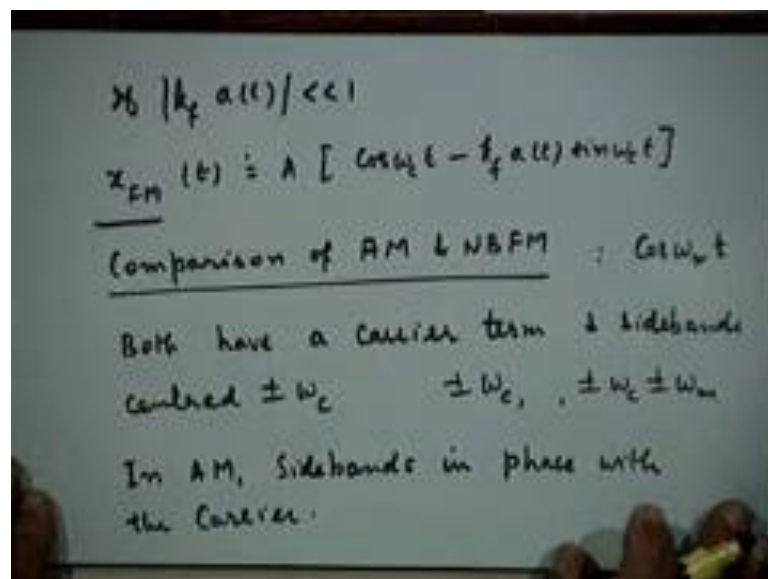 If |k_f a(t)| << 1
x_FM (t) ≐ A [ cos ω_c t - k_f a(t) sin ω_c t ]
Comparison of AM & NBFM : Cos ω_m t
Both have a Carrier term & sidebands
centred ± ω_c ± ω_c, , ± ω_c ± ω_m
In AM, Sidebands in phase with
the Carrier.